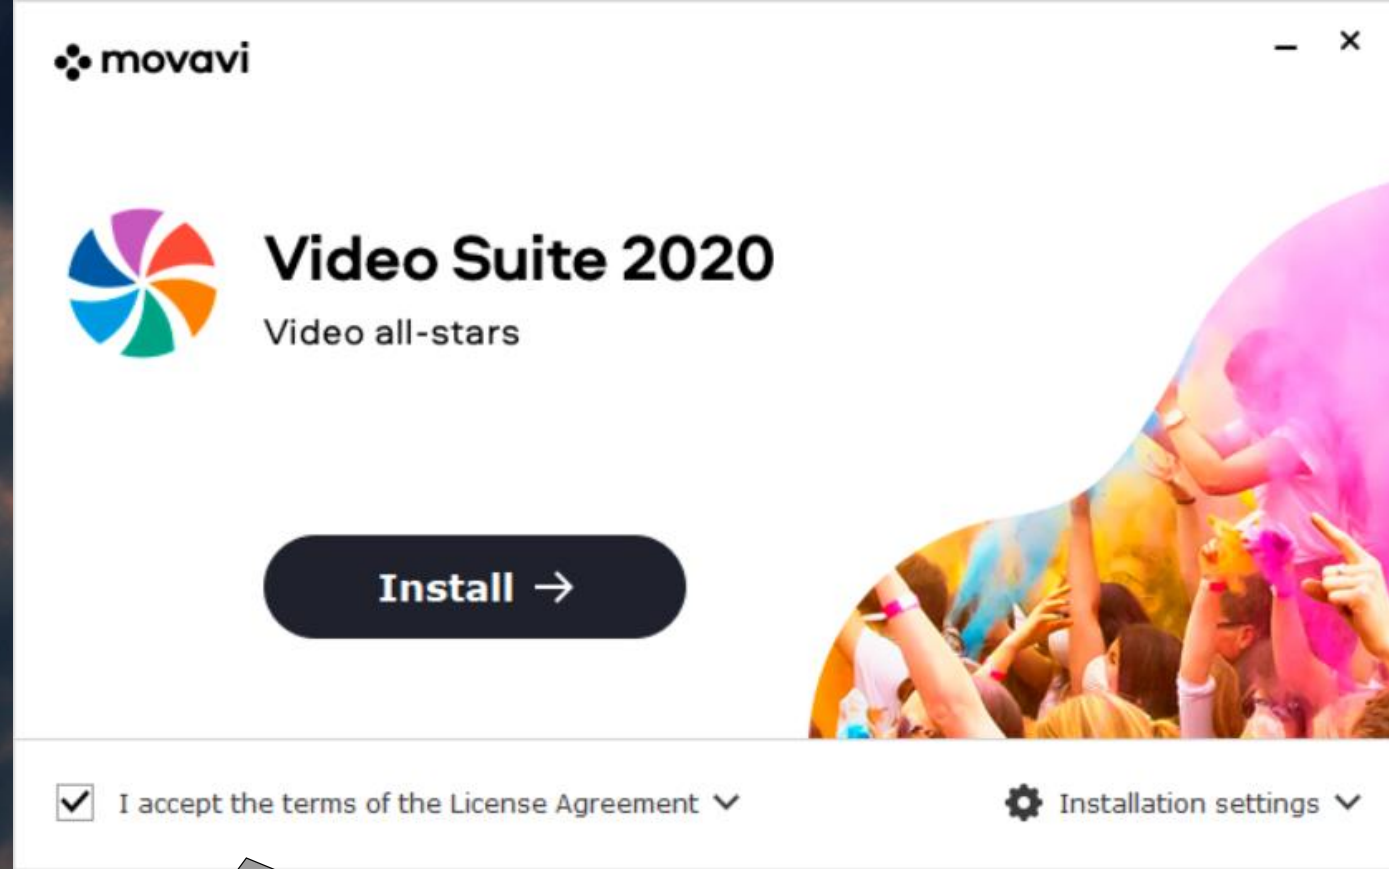 movavi
Video Suite 2020
Video all-stars
Install →
I accept the terms of the License Agreement
Installation settings